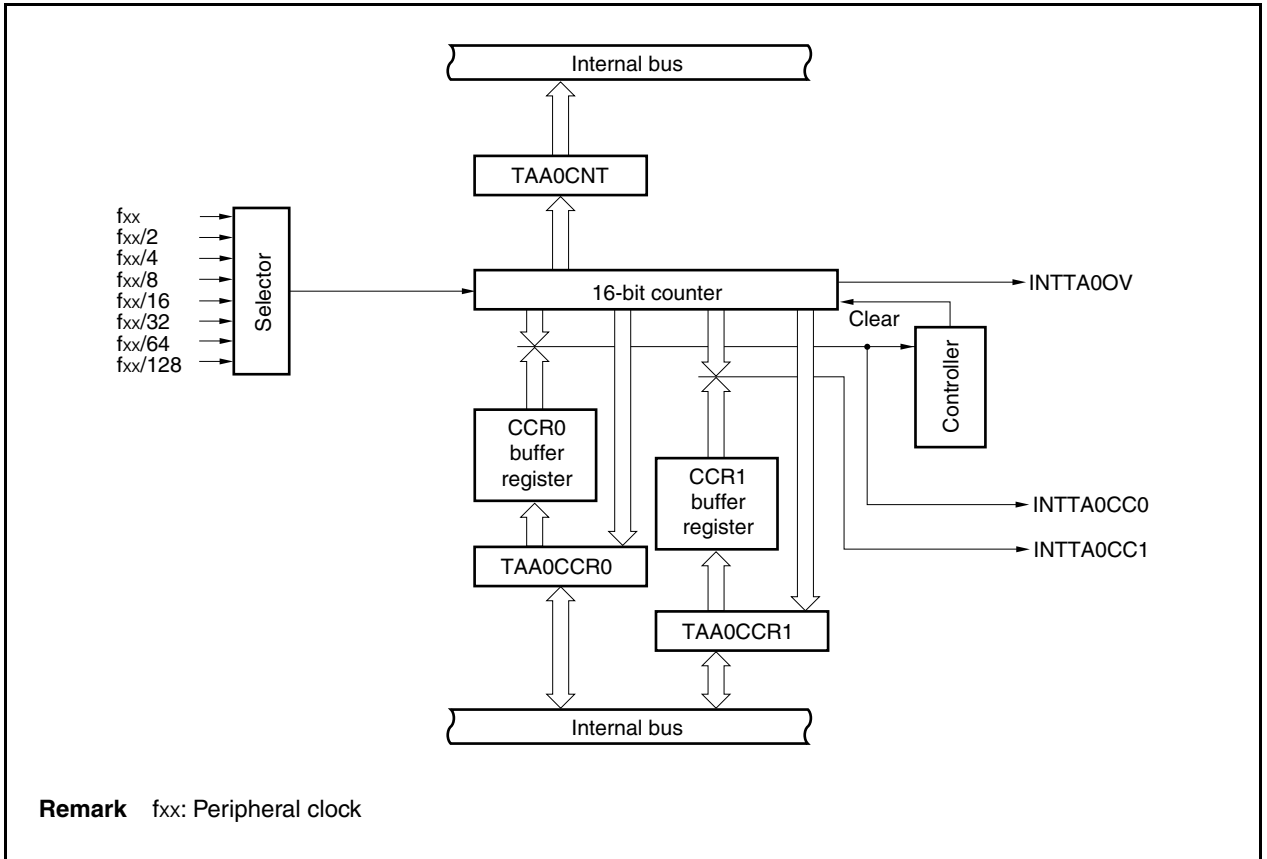 Internal bus
TAA0CNT
fxx
fxx/2
fxx/4
fxx/8
fxx/16
fxx/32
fxx/64
fxx/128
Selector
16-bit counter
INTTA0OV
Clear
Controller
CCR0
buffer
register
CCR1
buffer
register
INTTA0CC0
INTTA0CC1
TAA0CCR0
TAA0CCR1
Internal bus
Remark fxx: Peripheral clock